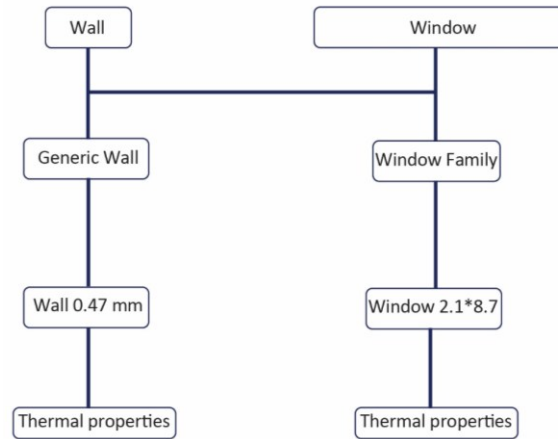 Wall
Window
Generic Wall
Window Family
Wall 0.47 mm
Window 2.1*8.7
Thermal properties
Thermal properties